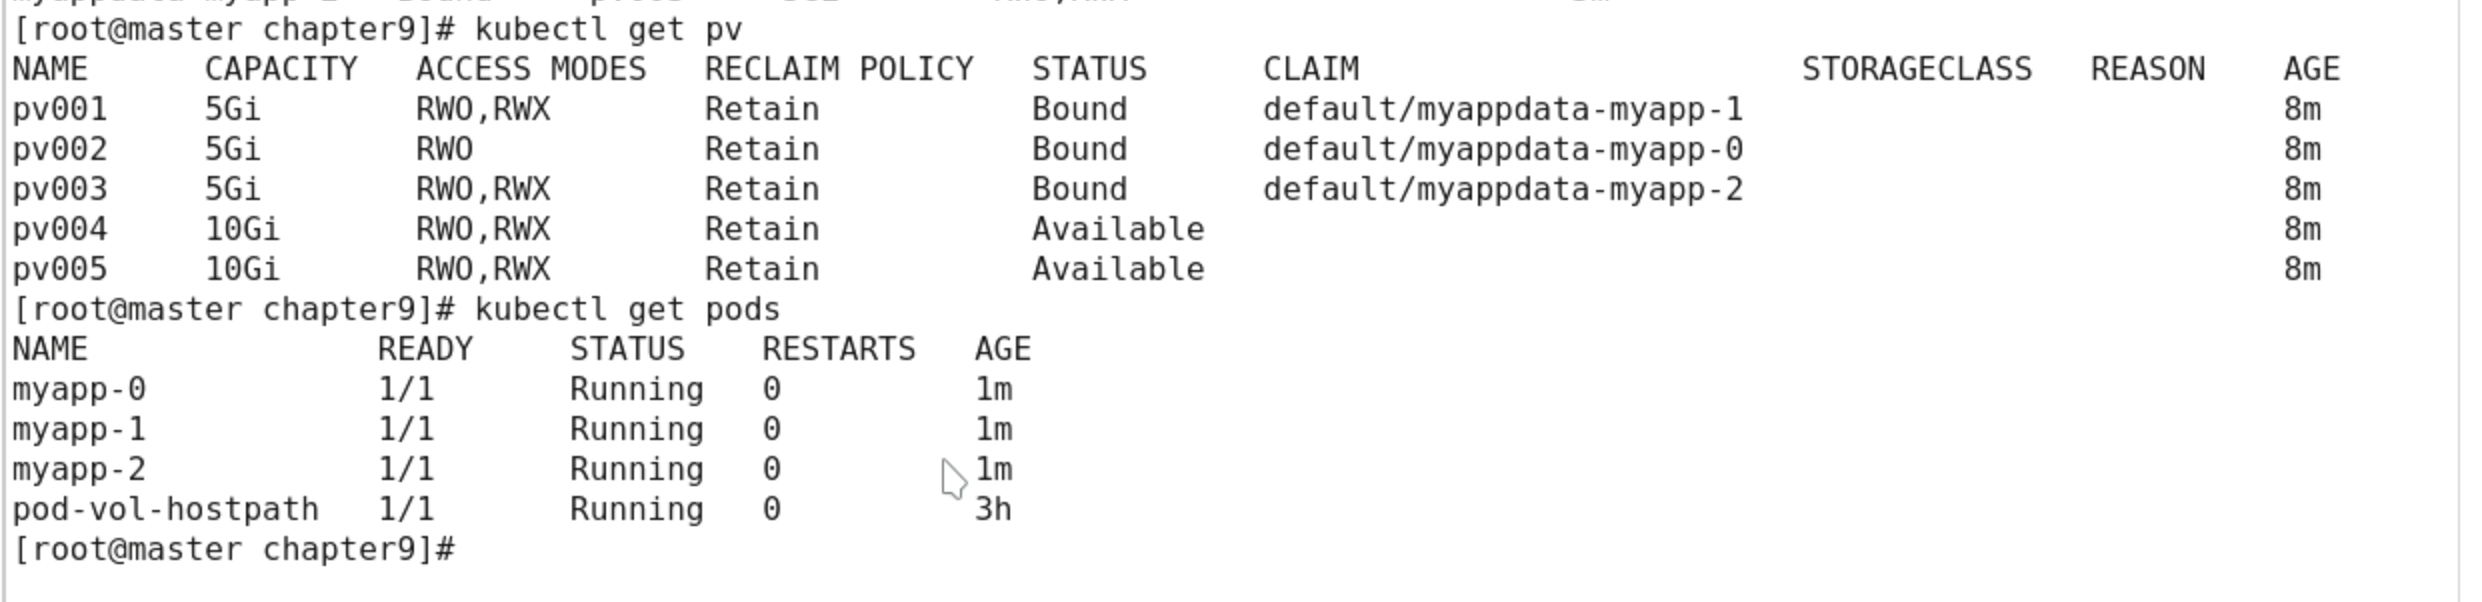 [root@master chapter9]# kubectl get pv
NAME      CAPACITY   ACCESS MODES   RECLAIM POLICY   STATUS      CLAIM                       STORAGECLASS   REASON    AGE
pv001     5Gi        RWO,RWX        Retain           Bound       default/myappdata-myapp-1                            8m
pv002     5Gi        RWO            Retain           Bound       default/myappdata-myapp-0                            8m
pv003     5Gi        RWO,RWX        Retain           Bound       default/myappdata-myapp-2                            8m
pv004     10Gi       RWO,RWX        Retain           Available                                                        8m
pv005     10Gi       RWO,RWX        Retain           Available                                                        8m
[root@master chapter9]# kubectl get pods
NAME               READY     STATUS    RESTARTS   AGE
myapp-0            1/1       Running   0          1m
myapp-1            1/1       Running   0          1m
myapp-2            1/1       Running   0          1m
pod-vol-hostpath   1/1       Running   0          3h
[root@master chapter9]#